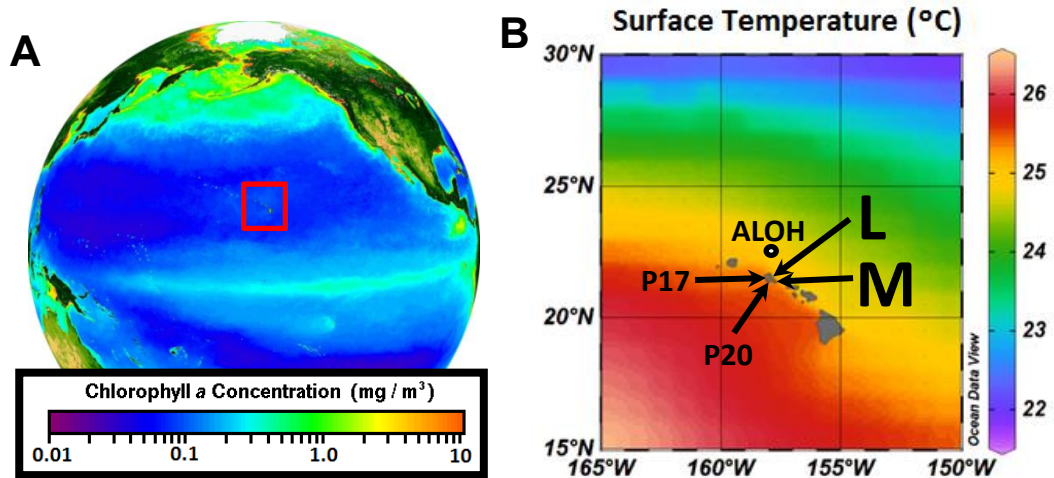 A
Chlorophyll a Concentration (mg / m³)
0.01
0.1
1.0
10
B
Surface Temperature (ºC)
30°N
25°N
20°N
15°N
165°W
160°W
155°W
150°W
ALOH
L
M
P17
P20
26
25
24
23
22
Ocean Data View